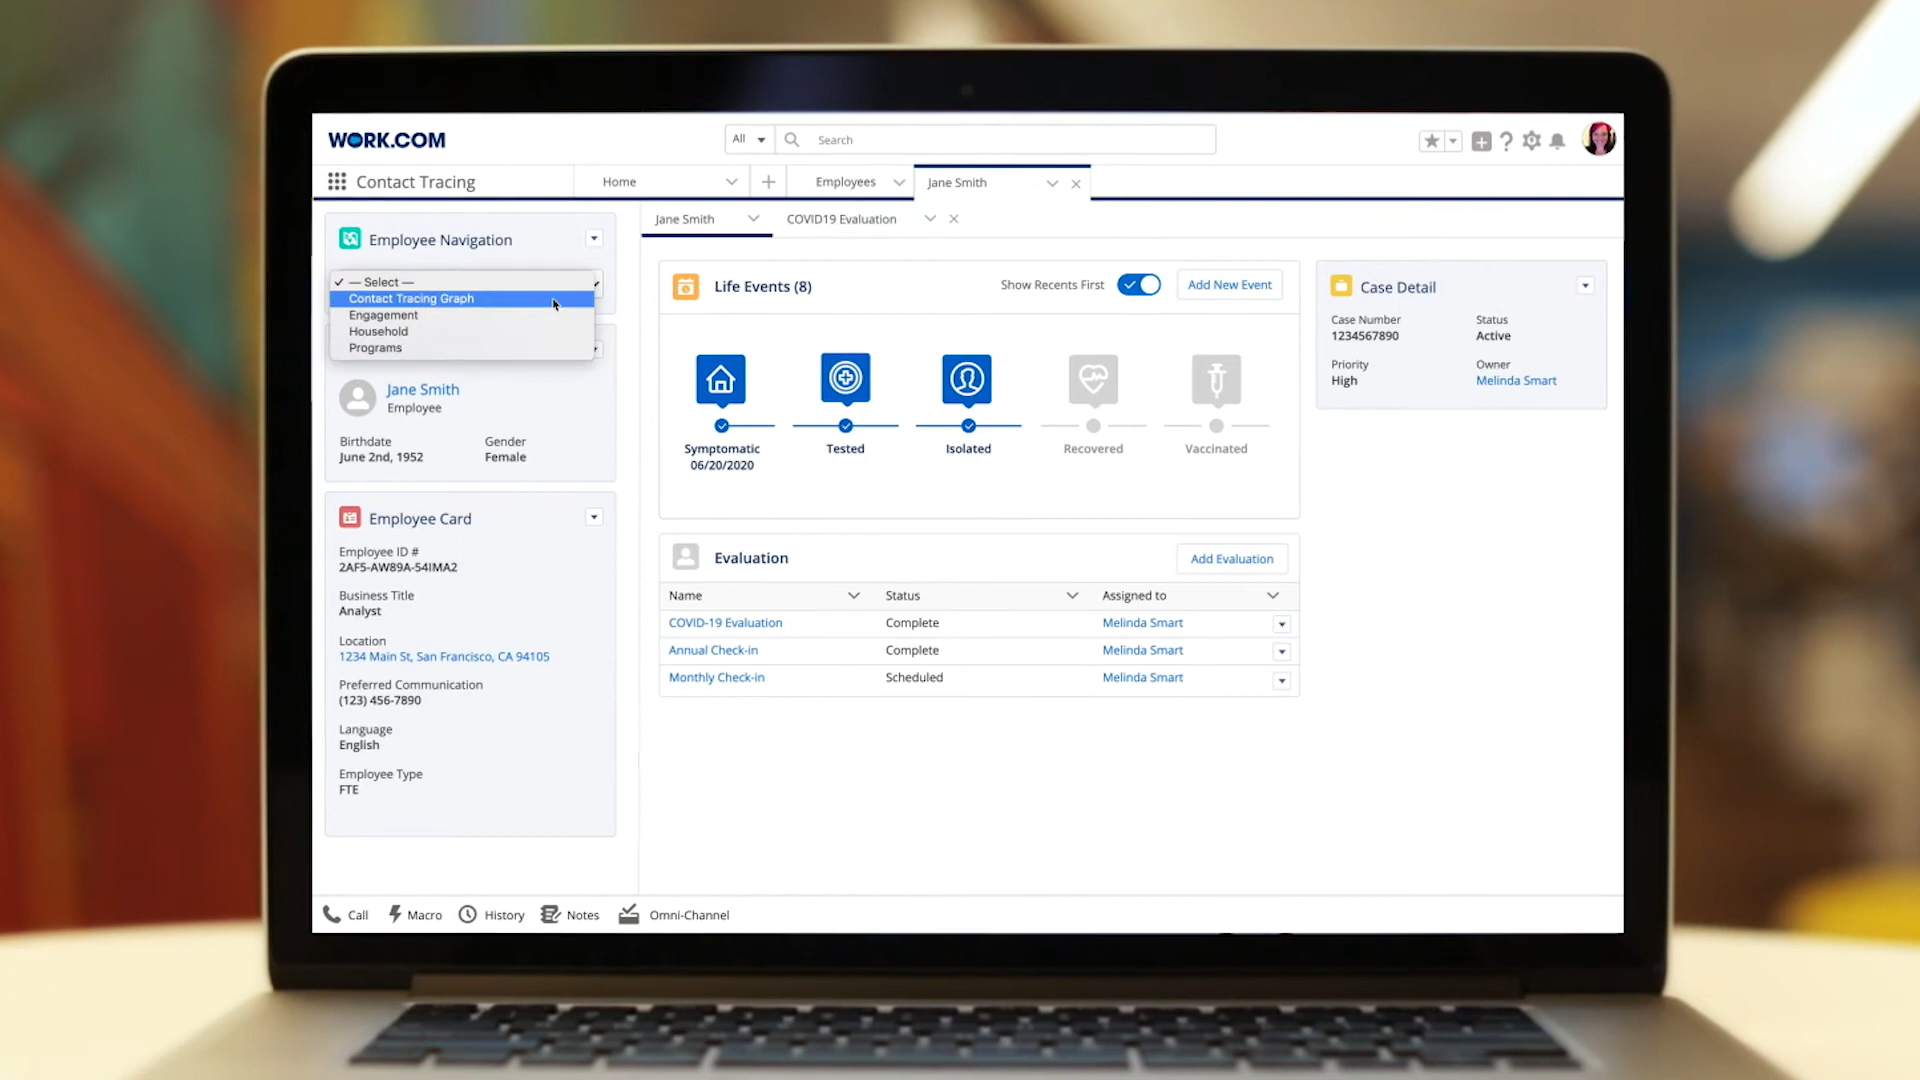 WORK.COM
All
Search
Contact Tracing
Home
Employees
Jane Smith
Jane Smith
COVID19 Evaluation
Employee Navigation
— Select —
Contact Tracing Graph
Engagement
Household
Programs
Jane Smith
Employee
Birthdate
June 2nd, 1952
Gender
Female
Employee Card
Employee ID #
2AF5-AW89A-54IMA2
Business Title
Analyst
Location
1234 Main St, San Francisco, CA 94105
Preferred Communication
(123) 456-7890
Language
English
Employee Type
FTE
Life Events (8)
Show Recents First
Add New Event
Symptomatic
06/20/2020
Tested
Isolated
Recovered
Vaccinated
Evaluation
Add Evaluation
Name Status Assigned to
COVID-19 Evaluation Complete Melinda Smart
Annual Check-in Complete Melinda Smart
Monthly Check-in Scheduled Melinda Smart
Case Detail
Case Number
1234567890
Status
Active
Priority
High
Owner
Melinda Smart
Call Macro History Notes Omni-Channel